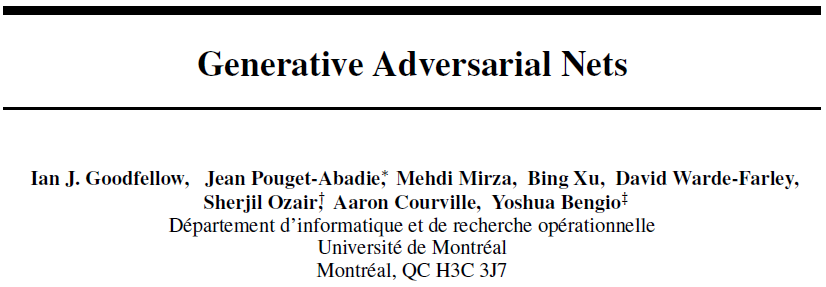 Generative Adversarial Nets
Ian J. Goodfellow, Jean Pouget-Abadie,* Mehdi Mirza, Bing Xu, David Warde-Farley,
Sherjil Ozair,† Aaron Courville, Yoshua Bengio‡
Département d'informatique et de recherche opérationnelle
Université de Montréal
Montréal, QC H3C 3J7